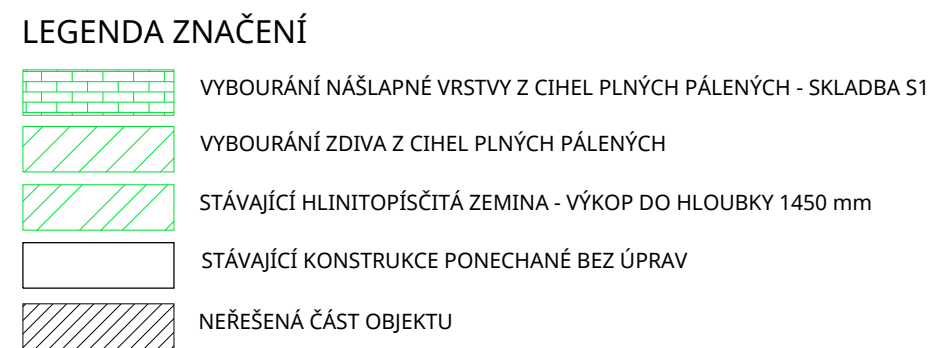 LEGENDA ZNAČENÍ
VYBOURÁNÍ NÁŠLAPNÉ VRSTVY Z CIHEL PLNÝCH PÁLENÝCH - SKLADBA S1
VYBOURÁNÍ ZDIVA Z CIHEL PLNÝCH PÁLENÝCH
STÁVAJÍCÍ HLINITOPÍSČITÁ ZEMINA - VÝKOP DO HLOUBKY 1450 mm
STÁVAJÍCÍ KONSTRUKCE PONECHANÉ BEZ ÚPRAV
NEŘEŠENÁ ČÁST OBJEKTU